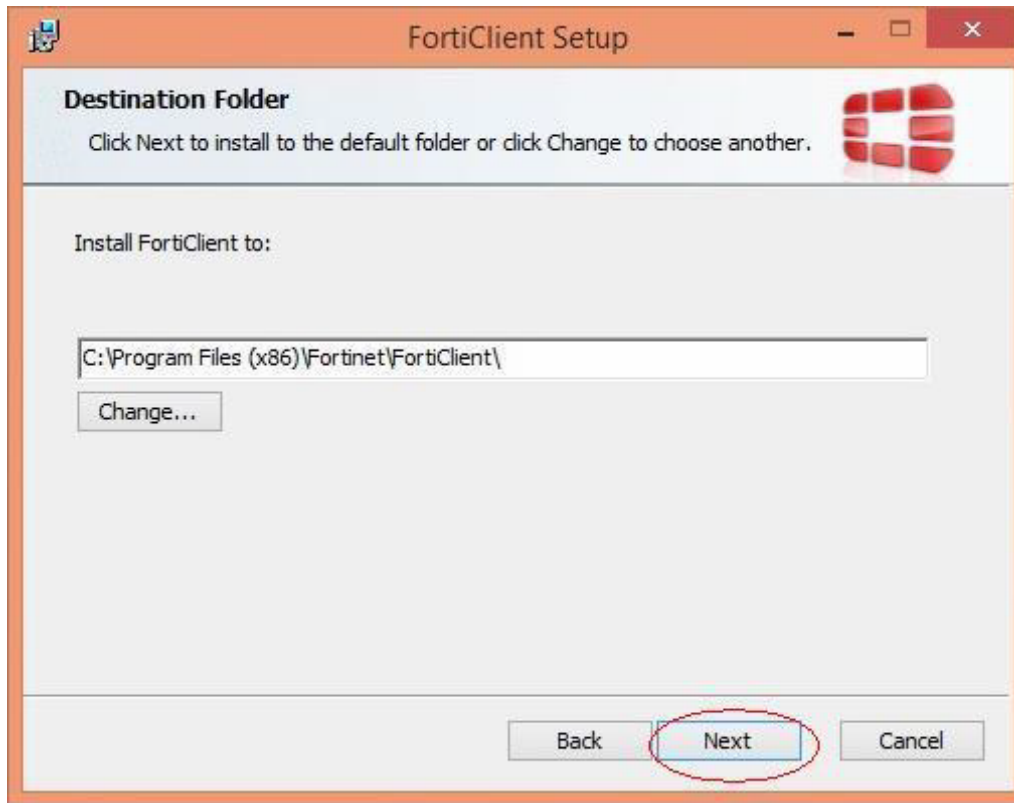 FortiClient Setup
Destination Folder
Click Next to install to the default folder or click Change to choose another.
Install FortiClient to:
C:\Program Files (x86)\Fortinet\FortiClient\
Change...
Back Next Cancel